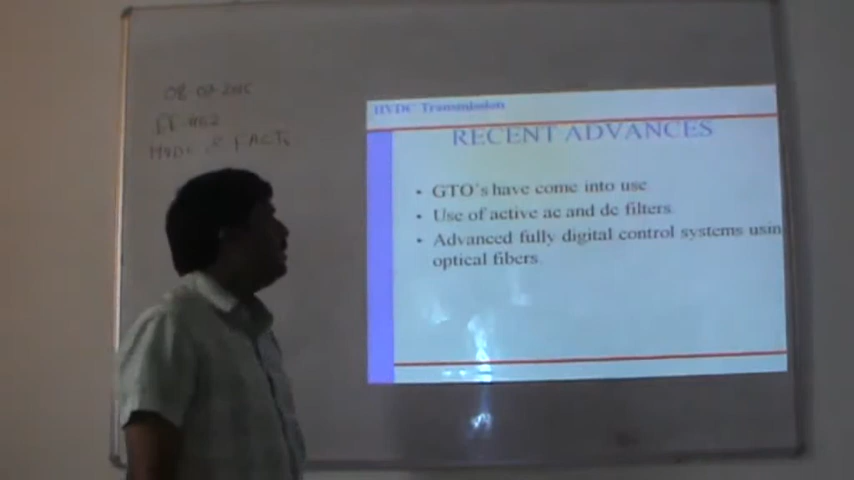 HVDC Transmission
RECENT ADVANCES
• GTO's have come into use
• Use of active ac and dc filters.
• Advanced fully digital control systems usin
optical fibers.
& FACTs